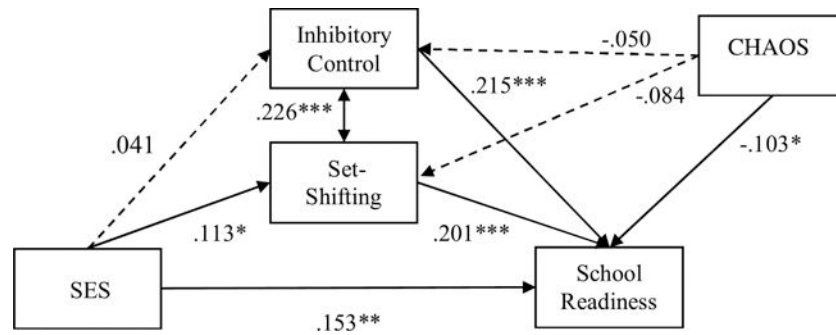 Inhibitory
Control
-.050
CHAOS
.215***
-.084
.226***
.041
-.103*
Set-
Shifting
.113*
.201***
SES
School
Readiness
.153**